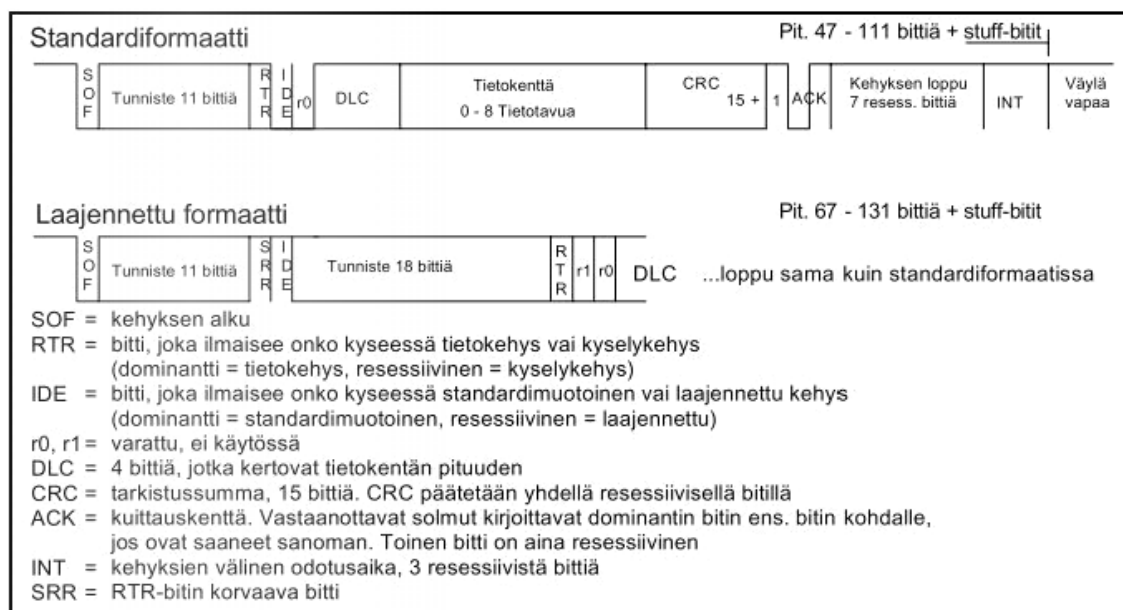 Standardiformaatti
Pit. 47 - 111 bittiä + stuff-bitit
SOF
Tunniste 11 bittiä
RTR
IDE
r0
DLC
Tietokenttä
0 - 8 Tietotavua
CRC
15 +
1
ACK
Kehyksen loppu
7 resess. bittiä
INT
Väylä
vapaa
Laajennettu formaatti
Pit. 67 - 131 bittiä + stuff-bitit
SOF
Tunniste 11 bittiä
SRR
IDE
Tunniste 18 bittiä
RTR
r1
r0
DLC ...loppu sama kuin standardiformaatissa
SOF = kehyksen alku
RTR = bitti, joka ilmaisee onko kyseessä tietokehys vai kyselykehys
(dominantti = tietokehys, resessiivinen = kyselykehys)
IDE = bitti, joka ilmaisee onko kyseessä standardimuotoinen vai laajennettu kehys
(dominantti = standardimuotoinen, resessiivinen = laajennettu)
r0, r1 = varattu, ei käytössä
DLC = 4 bittiä, jotka kertovat tietokentän pituuden
CRC = tarkistussumma, 15 bittiä. CRC päätetään yhdellä resessiivisellä bitillä
ACK = kuittauskenttä. Vastaanottavat solmut kirjoittavat dominantin bitin ens. bitin kohdalle,
jos ovat saaneet sanoman. Toinen bitti on aina resessiivinen
INT = kehyksien välinen odotusaika, 3 resessiivistä bittiä
SRR = RTR-bitin korvaava bitti